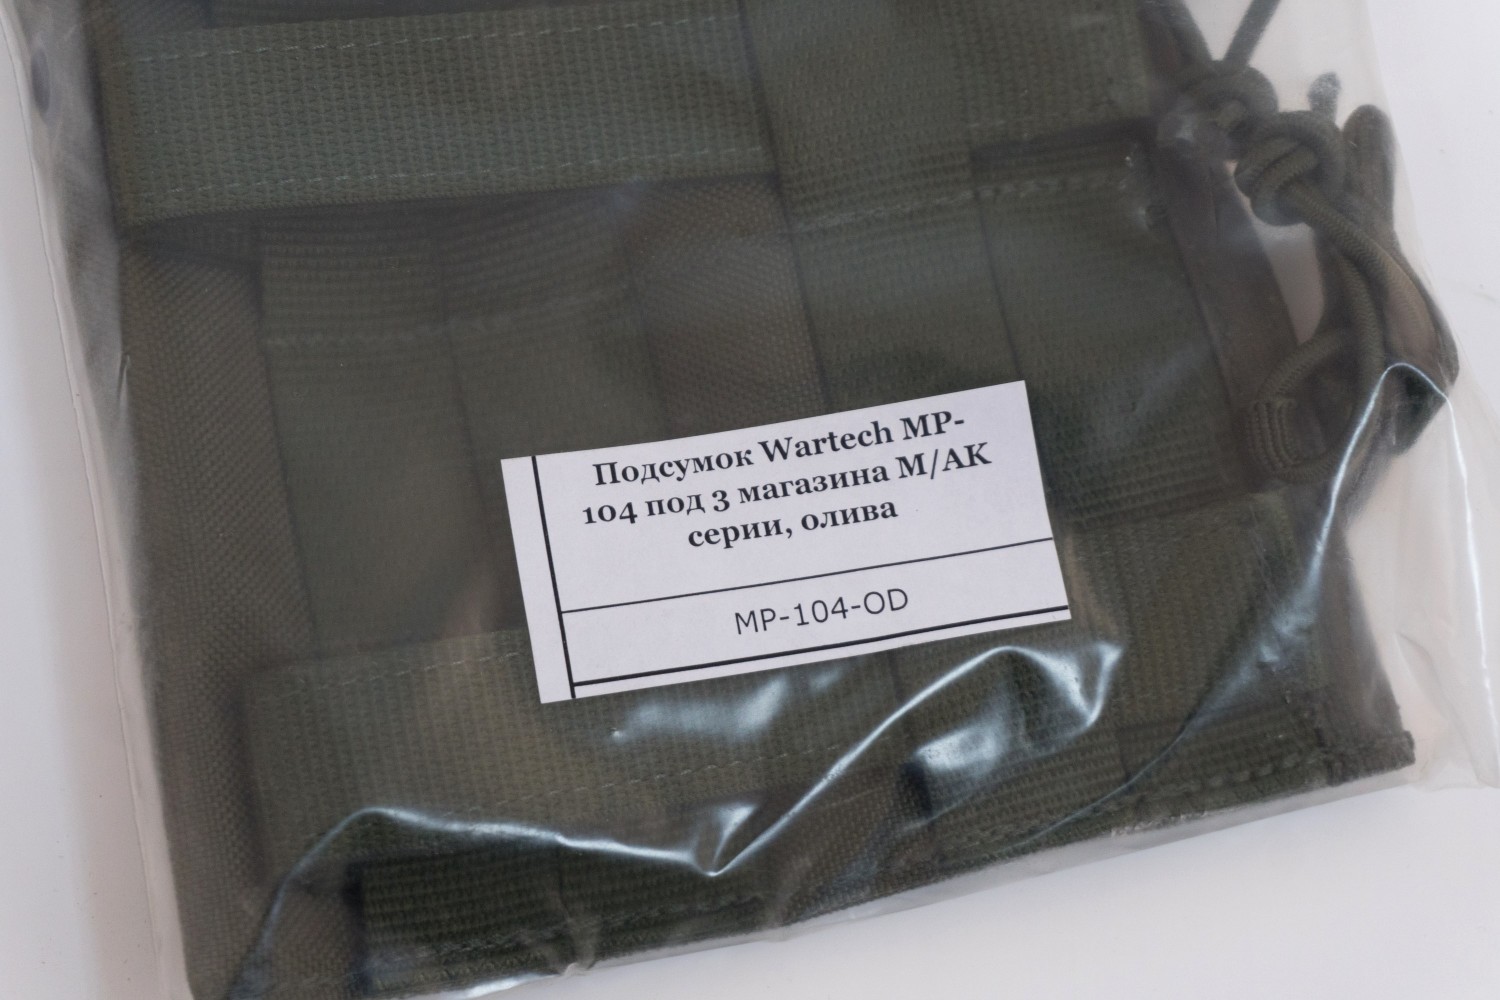 Подсумок Wartech MP-
104 под 3 магазина М/АК
серии, олива
MP-104-OD